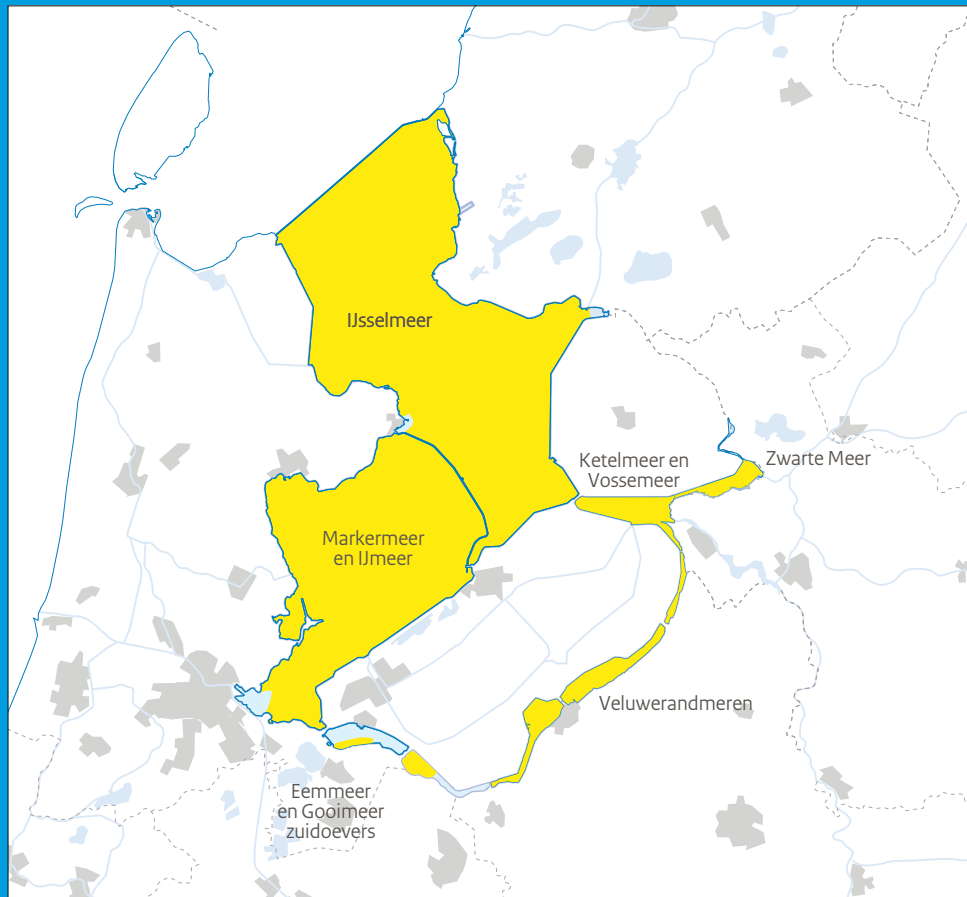 IJsselmeer
Ketelmeer en
Vossemeer
Zwarte Meer
Markermeer
en IJmeer
Veluwerandmeren
Eemmeer
en Gooimeer
zuidoevers